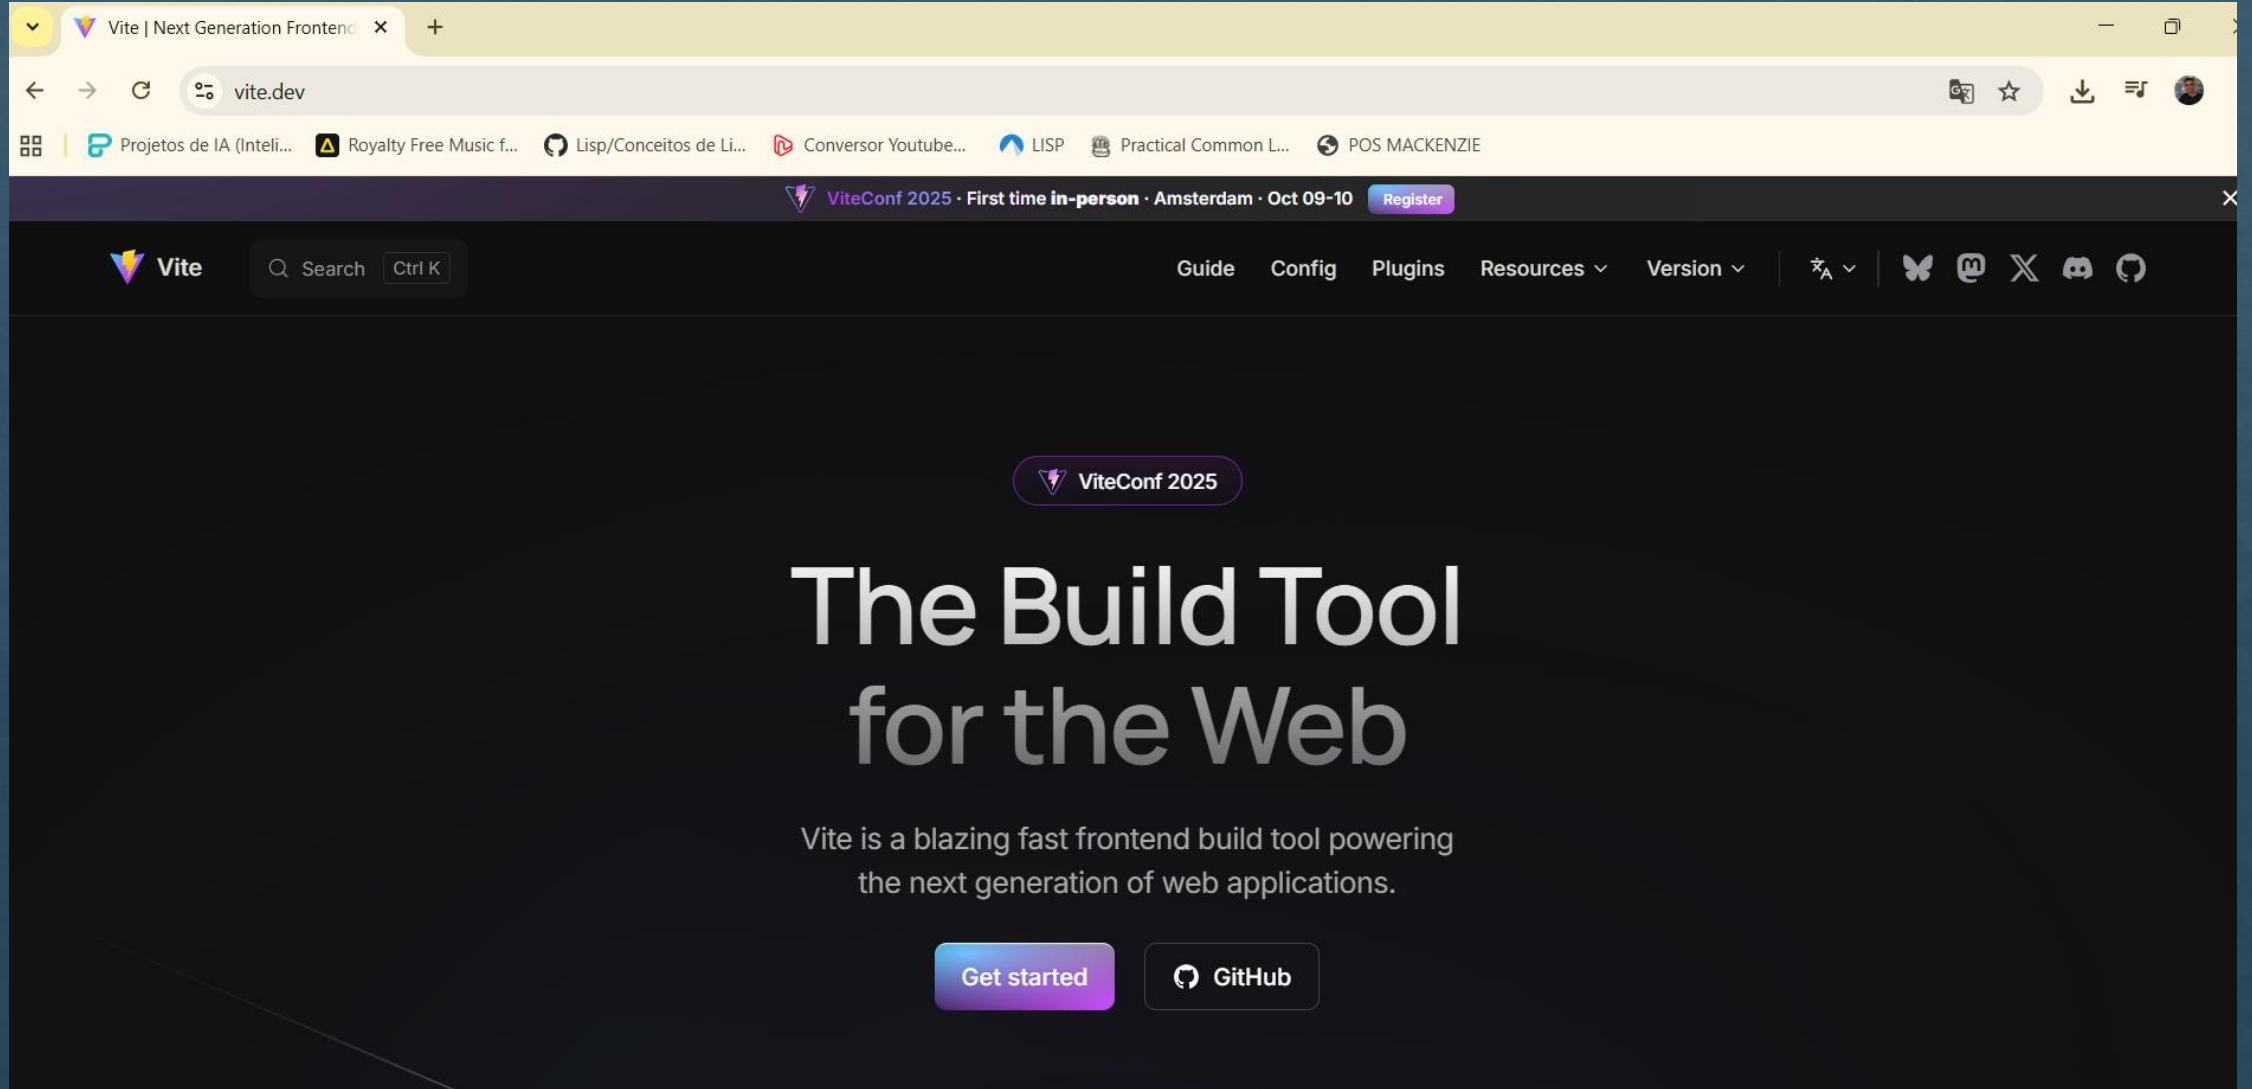 Vite | Next Generation Frontend
vite.dev
Projetos de IA (Inteli... Royalty Free Music f... Lisp/Conceitos de Li... Conversor Youtube... LISP Practical Common L... POS MACKENZIE
ViteConf 2025 · First time in-person · Amsterdam · Oct 09-10 Register
Vite Search Ctrl K Guide Config Plugins Resources Version
ViteConf 2025
The Build Tool
for the Web
Vite is a blazing fast frontend build tool powering
the next generation of web applications.
Get started GitHub